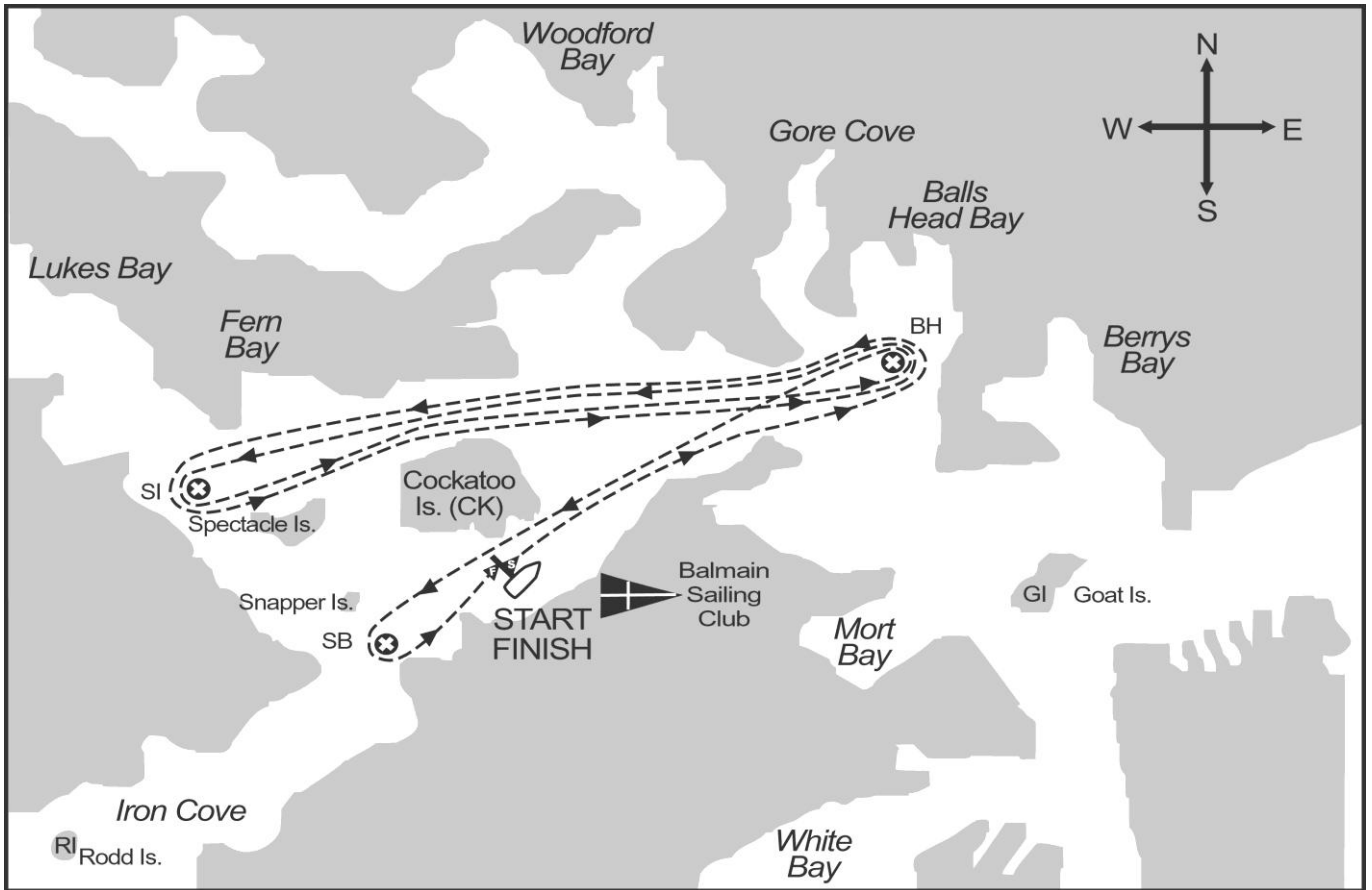 Woodford
Bay
N
W
E
S
Gore Cove
Balls
Head Bay
Lukes Bay
Fern
Bay
BH
Berrys
Bay
Cockatoo
Is. (CK)
SI
Spectacle Is.
F
S
Balmain
Sailing
Club
GI
Goat Is.
Snapper Is.
START
FINISH
SB
Mort
Bay
Iron Cove
White
Bay
RI
Rodd Is.